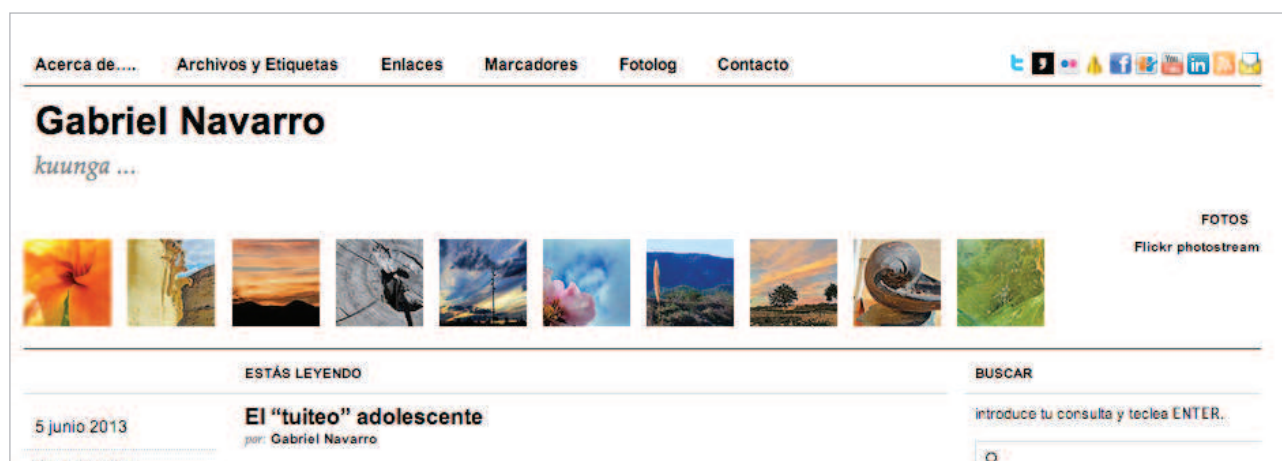 Acerca de.... Archivos y Etiquetas Enlaces Marcadores Fotolog Contacto
Gabriel Navarro
kuunga ...
FOTOS
Flickr photostream
ESTÁS LEYENDO
BUSCAR
5 junio 2013
El “tuiteo” adolescente
por: Gabriel Navarro
introduce tu consulta y teclea ENTER.